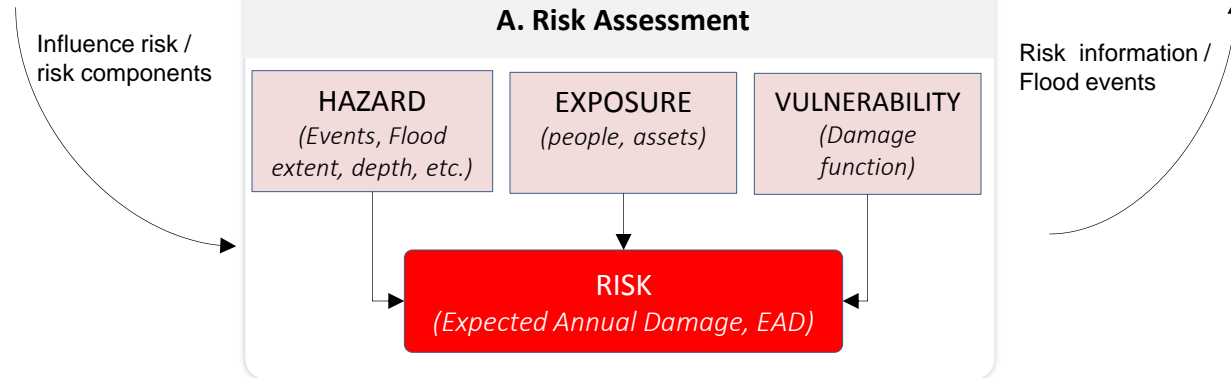 A. Risk Assessment
Influence risk /
risk components
Risk information /
Flood events
HAZARD
(Events, Flood
extent, depth, etc.)
EXPOSURE
(people, assets)
VULNERABILITY
(Damage
function)
RISK
(Expected Annual Damage, EAD)